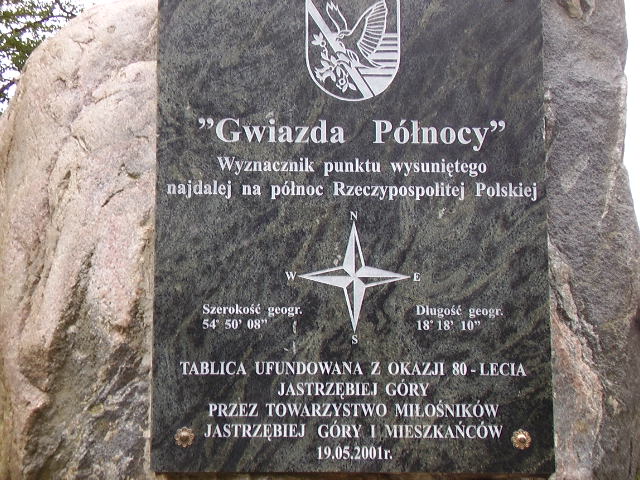 ”Gwiazda Północy”
Wyznacznik punktu wysuniętego
najdalej na północ Rzeczypospolitej Polskiej
N
W E
Szerokość geogr. Długość geogr.
54° 50' 08” 18° 18' 10”
S
TABLICA UFUNDOWANA Z OKAZJI 80 - LECIA
JASTRZĘBIEJ GÓRY
PRZEZ TOWARZYSTWO MIŁOŚNIKÓW
JASTRZĘBIEJ GÓRY I MIESZKAŃCÓW
19.05.2001r.